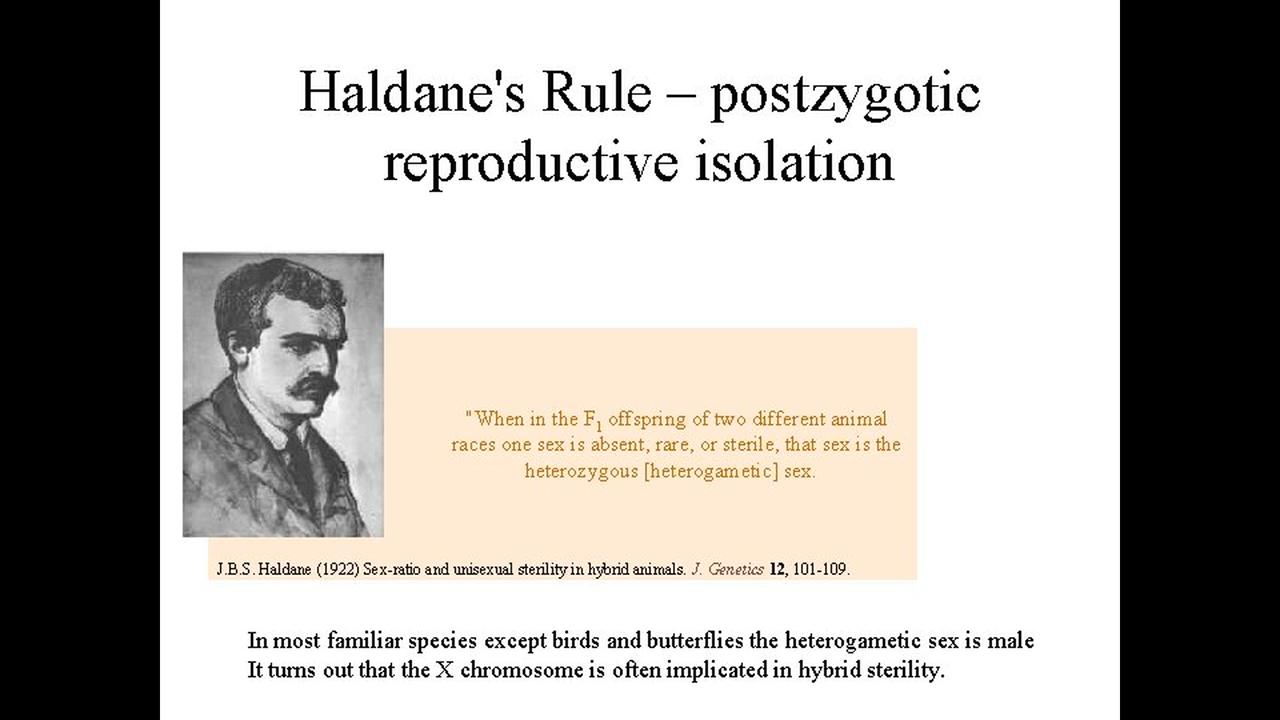 Haldane's Rule – postzygotic
reproductive isolation
"When in the F1 offspring of two different animal
races one sex is absent, rare, or sterile, that sex is the
heterozygous [heterogametic] sex.
J.B.S. Haldane (1922) Sex-ratio and unisexual sterility in hybrid animals. J. Genetics 12, 101-109.
In most familiar species except birds and butterflies the heterogametic sex is male
It turns out that the X chromosome is often implicated in hybrid sterility.